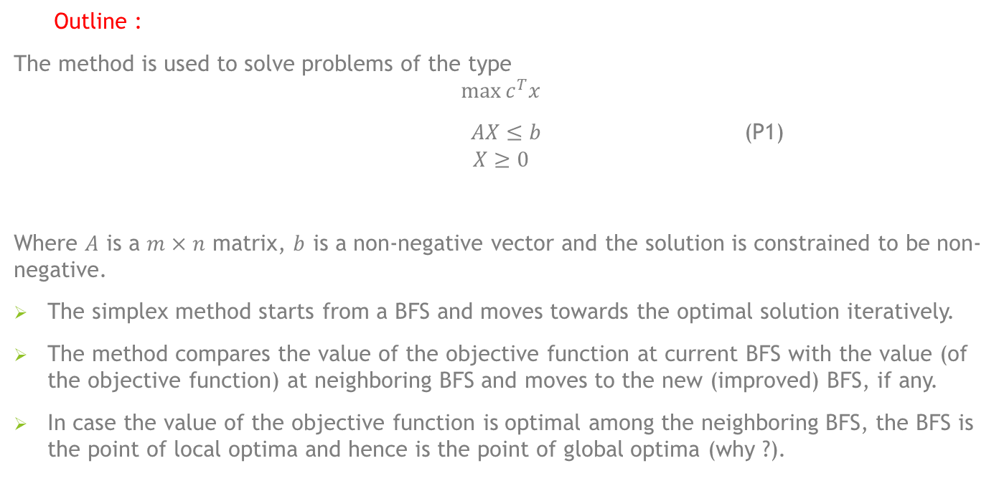 Outline :
The method is used to solve problems of the type
max cᵀx
AX ≤ b (P1)
X ≥ 0
Where A is a m × n matrix, b is a non-negative vector and the solution is constrained to be non-
negative.
➢ The simplex method starts from a BFS and moves towards the optimal solution iteratively.
➢ The method compares the value of the objective function at current BFS with the value (of
the objective function) at neighboring BFS and moves to the new (improved) BFS, if any.
➢ In case the value of the objective function is optimal among the neighboring BFS, the BFS is
the point of local optima and hence is the point of global optima (why ?).